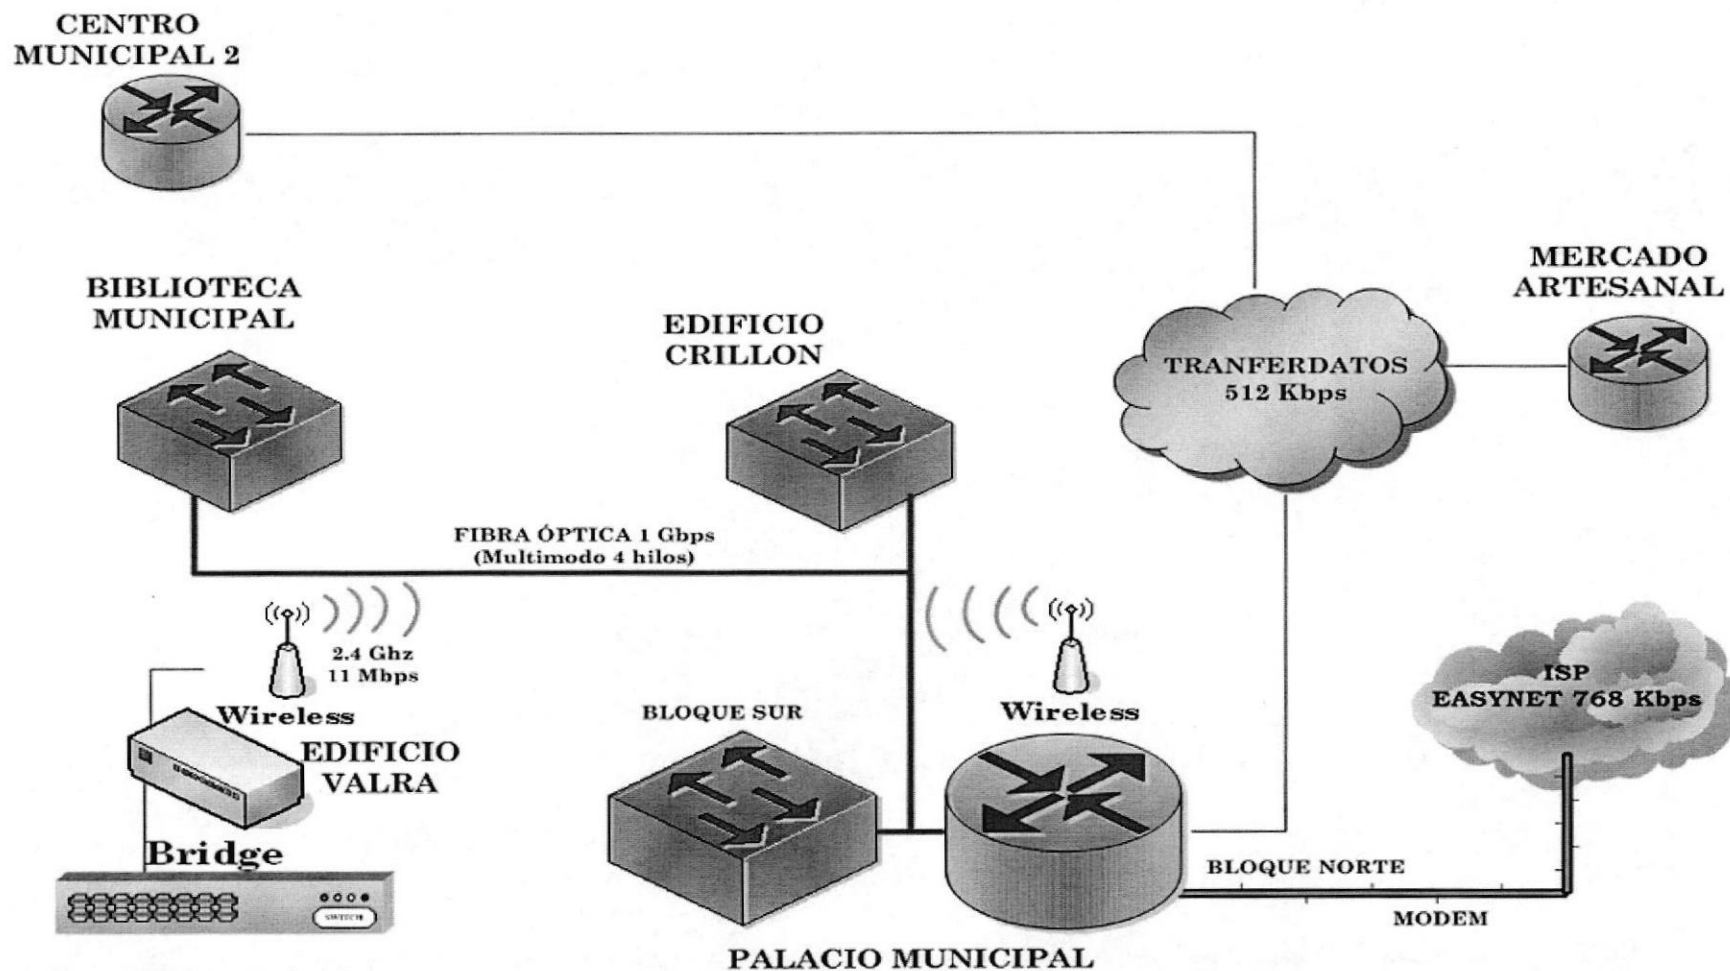 CENTRO
MUNICIPAL 2
BIBLIOTECA
MUNICIPAL
EDIFICIO
CRILLON
MERCADO
ARTESANAL
TRANFERDATOS
512 Kbps
FIBRA ÓPTICA 1 Gbps
(Multimodo 4 hilos)
2.4 Ghz
11 Mbps
Wireless
EDIFICIO
VALRA
Bridge
SWITCH
BLOQUE SUR
Wireless
ISP
EASYNET 768 Kbps
BLOQUE NORTE
MODEM
PALACIO MUNICIPAL